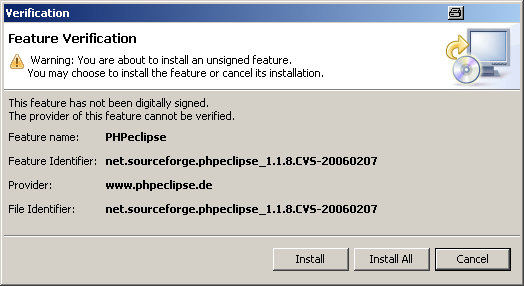 Verification
Feature Verification
Warning: You are about to install an unsigned feature.
You may choose to install the feature or cancel its installation.
This feature has not been digitally signed.
The provider of this feature cannot be verified.
Feature name: PHPeclipse
Feature Identifier: net.sourceforge.phpeclipse_1.1.8.CVS-20060207
Provider: www.phpeclipse.de
File Identifier: net.sourceforge.phpeclipse_1.1.8.CVS-20060207
Install Install All Cancel